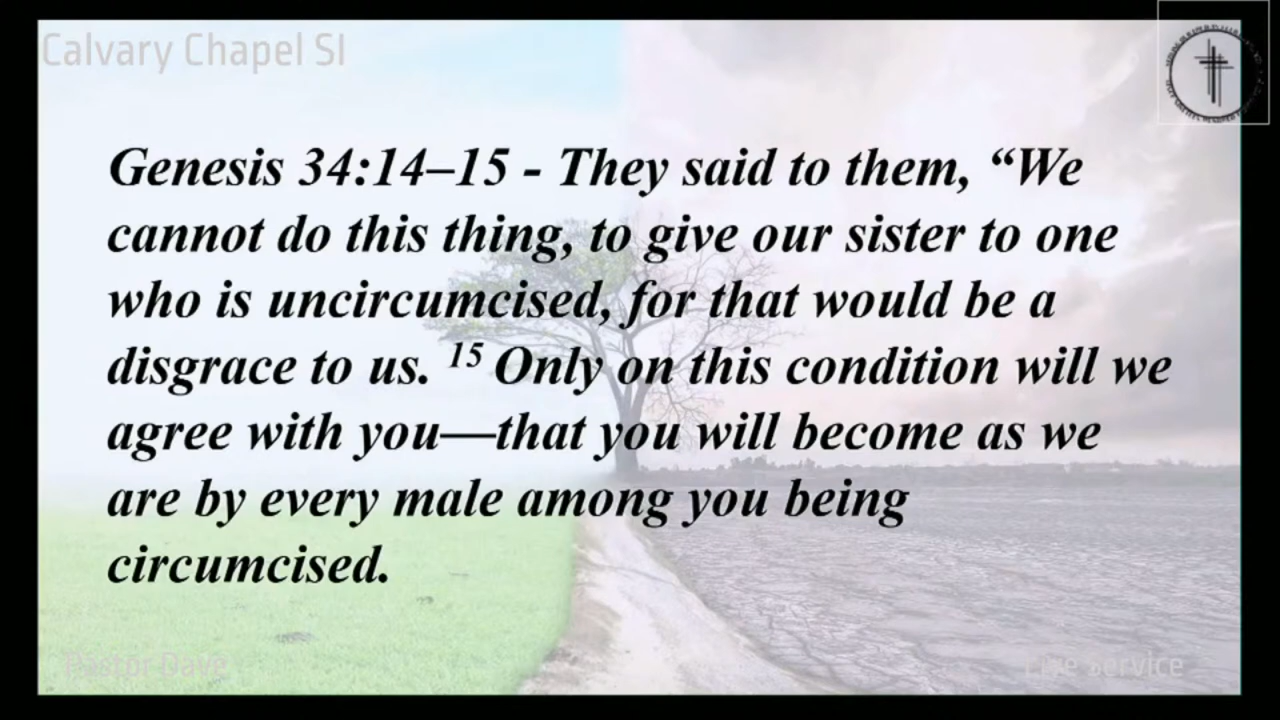 Calvary Chapel SI
Genesis 34:14–15 - They said to them, “We
cannot do this thing, to give our sister to one
who is uncircumcised, for that would be a
disgrace to us. 15 Only on this condition will we
agree with you—that you will become as we
are by every male among you being
circumcised.
Pastor Dave
Live Service